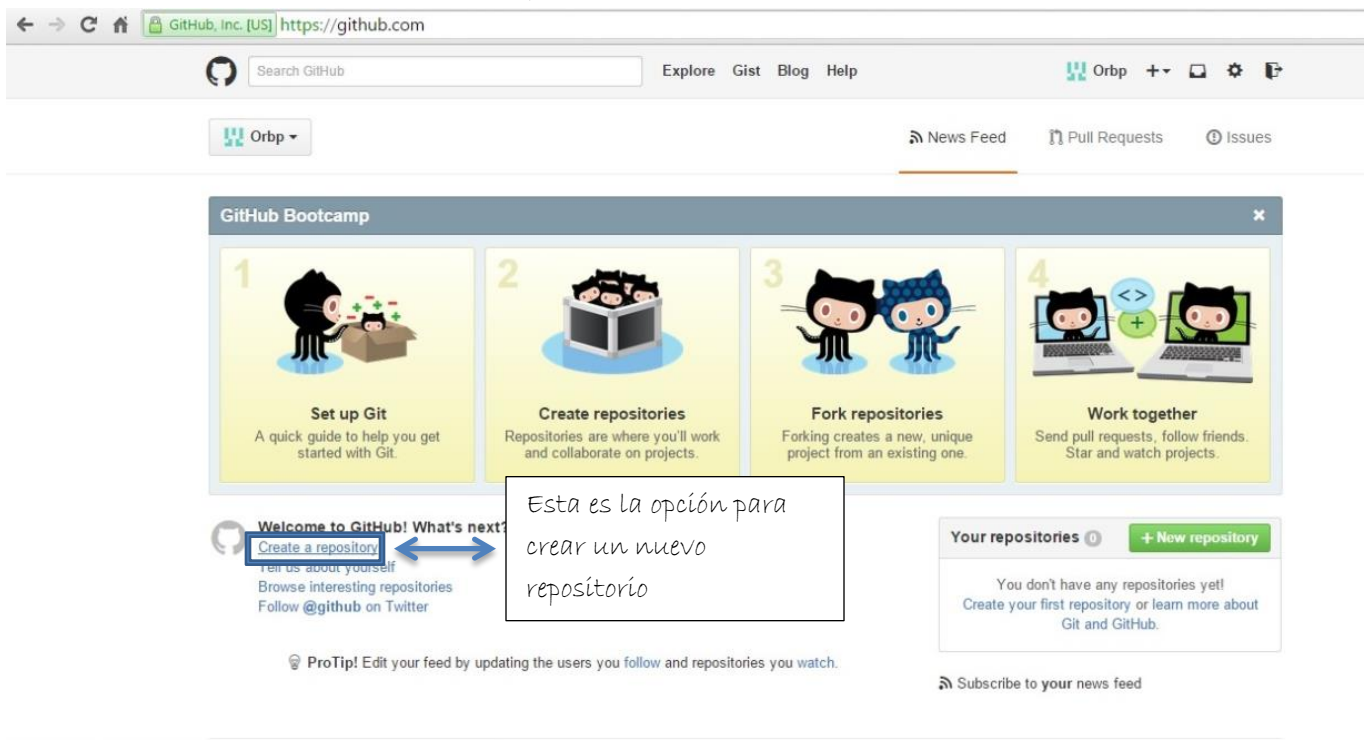 GitHub, Inc. [US] https://github.com
Search GitHub
Explore Gist Blog Help
Orbp
Orbp
News Feed
Pull Requests
Issues
GitHub Bootcamp
1
Set up Git
A quick guide to help you get
started with Git.
2
Create repositories
Repositories are where you'll work
and collaborate on projects.
3
Fork repositories
Forking creates a new, unique
project from an existing one.
4
Work together
Send pull requests, follow friends.
Star and watch projects.
Welcome to GitHub! What's next?
Create a repository
Tell us about yourself
Browse interesting repositories
Follow @github on Twitter
Esta es la opción para
crear un nuevo
repositorio
ProTip! Edit your feed by updating the users you follow and repositories you watch.
Your repositories 0
+ New repository
You don't have any repositories yet!
Create your first repository or learn more about
Git and GitHub.
Subscribe to your news feed